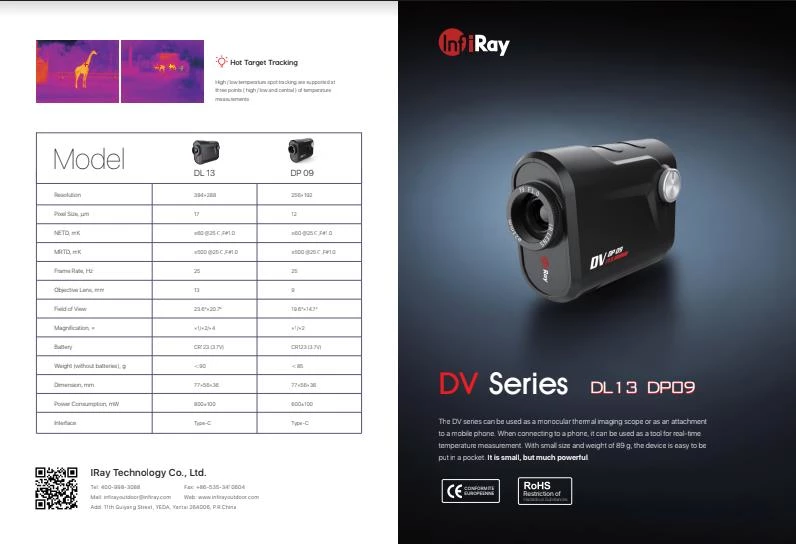 Hot Target Tracking
High / low temperature spot tracking are supported at
three points ( high / low and central ) of temperature
measurements
Model
DL 13
DP 09
Resolution 384×288 256×192
Pixel Size, μm 17 12
NETD, mK ≤60 @25℃,F#1.0 ≤60 @25℃,F#1.0
MRTD, mK ≤500 @25℃,F#1.0 ≤500 @25℃,F#1.0
Frame Rate, Hz 25 25
Objective Lens, mm 13 9
Field of View 23.6°×20.7° 19.6°×14.7°
Magnification, × ×1/×2/×4 ×1/×2
Battery CR123 (3.7V) CR123 (3.7V)
Weight (without batteries), g <90 <85
Dimension, mm 77×56×36 77×56×36
Power Consumption, mW 800±100 600±100
Interface Type-C Type-C
IRay Technology Co., Ltd.
Tel: 400-998-3088 Fax: +86-535-3410604
Mail: infirayoutdoor@infiray.com Web: www.infirayoutdoor.com
Add: 11th Guiyang Street, YEDA, Yantai 264006, P.R.China
InfiRay
DV DP 09
Ray
DV Series DL13 DP09
The DV series can be used as a monocular thermal imaging scope or as an attachment
to a mobile phone. When connecting to a phone, it can be used as a tool for real-time
temperature measurement. With small size and weight of 89 g, the device is easy to be
put in a pocket. It is small, but much powerful.
CE CONFORMITE
EUROPEENNE
RoHS
Restriction of
Hazardous Substances